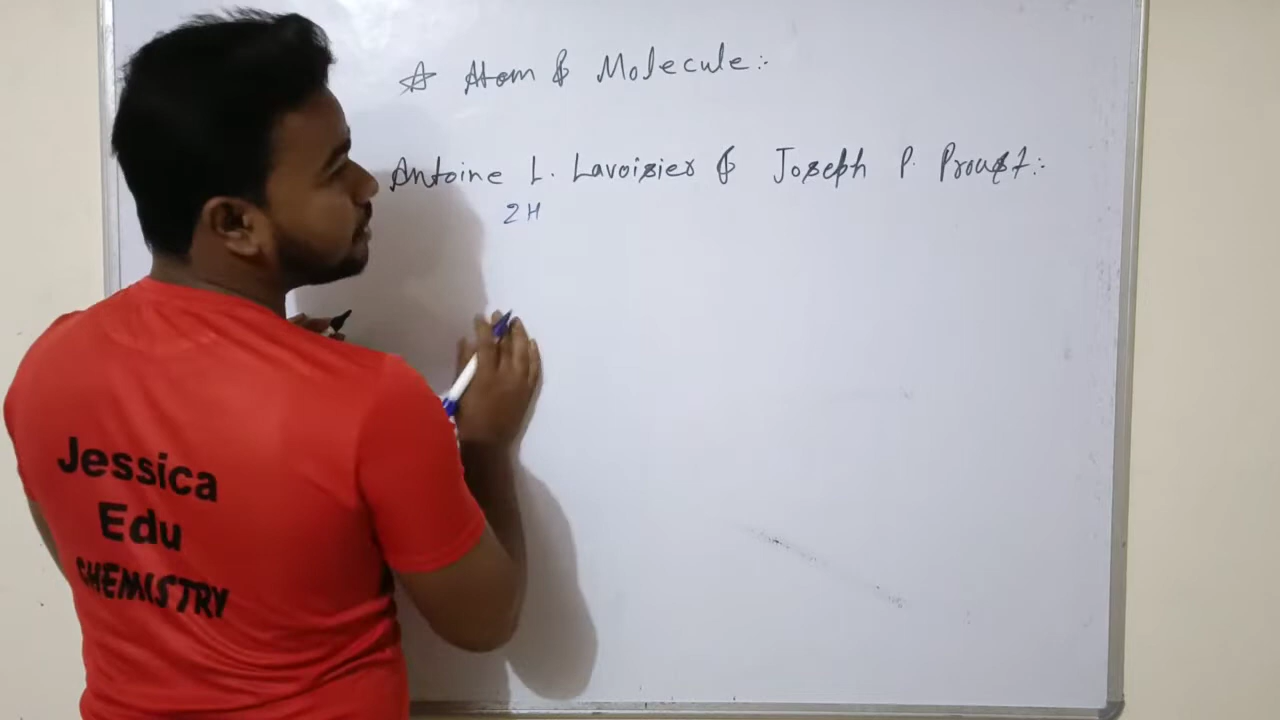 ☆ Atom & Molecule:-
Antoine L. Lavoisier & Joseph P. Proust:-
2H
Jessica
Edu
CHEMISTRY